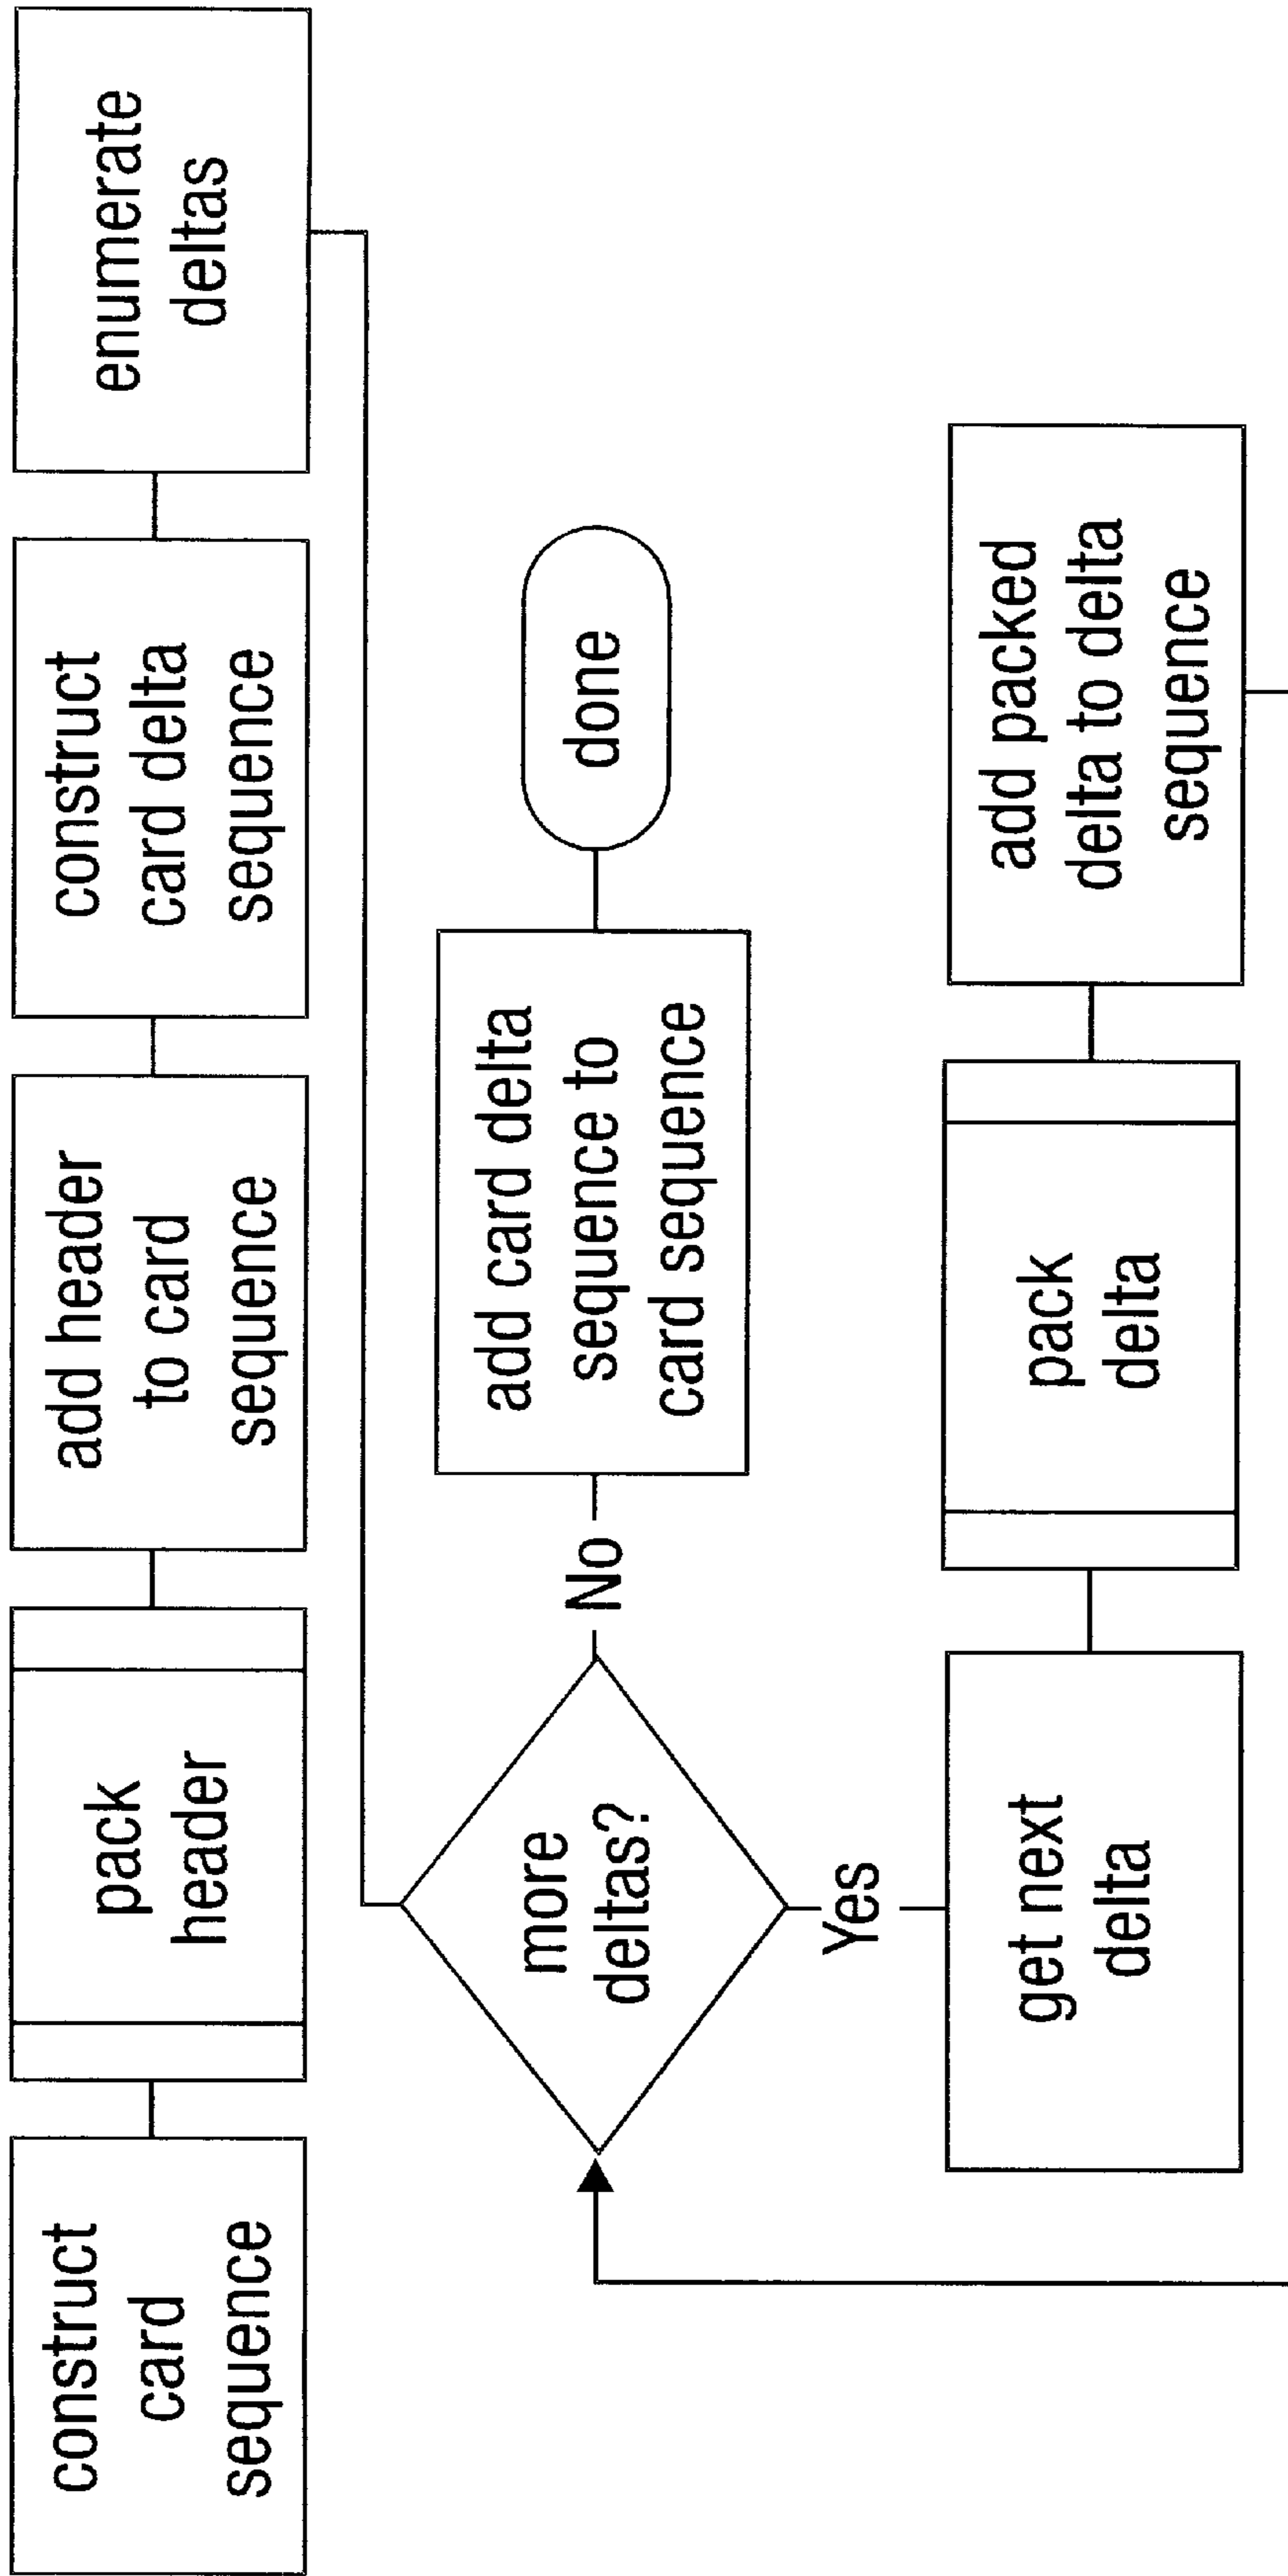 construct
card
sequence
pack
header
add header
to card
sequence
construct
card delta
sequence
enumerate
deltas
more
deltas?
No
add card delta
sequence to
card sequence
done
Yes
get next
delta
pack
delta
add packed
delta to delta
sequence